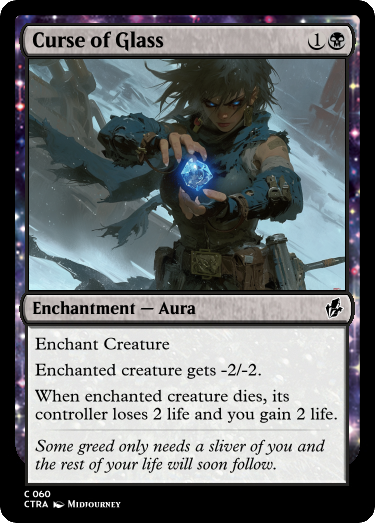 Curse of Glass 1
Enchantment — Aura
Enchant Creature
Enchanted creature gets -2/-2.
When enchanted creature dies, its
controller loses 2 life and you gain 2 life.
Some greed only needs a sliver of you and
the rest of your life will soon follow.
C 060
CTRA Midjourney